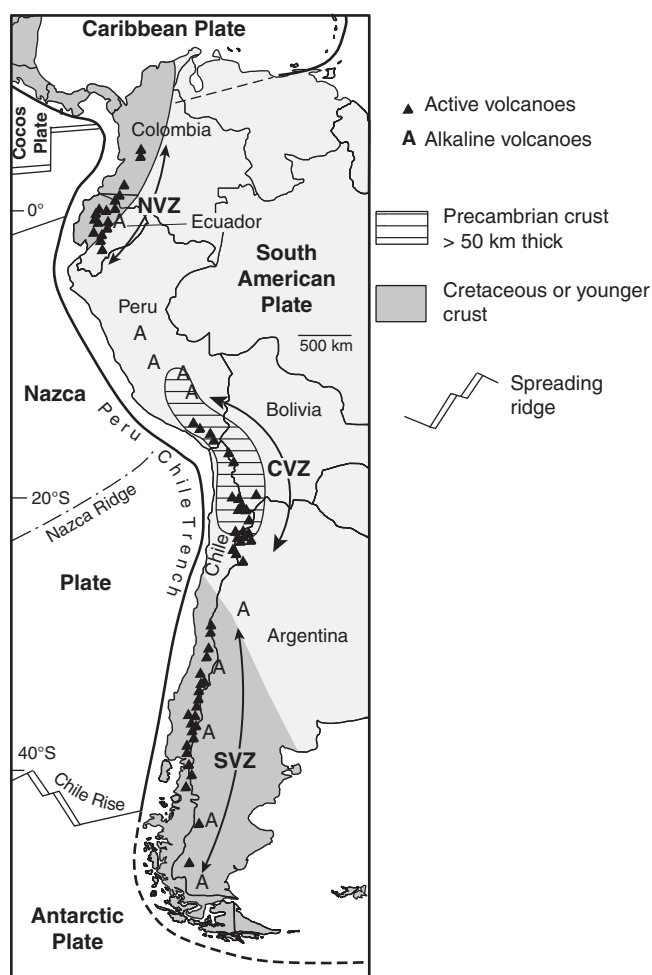 Caribbean Plate
Cocos
Plate
Colombia
0°
NVZ
A
Ecuador
South
American
Plate
Peru
A
A
A
A
500 km
Nazca
Peru Chile Trench
Bolivia
CVZ
20°S
Nazca Ridge
Plate
Chile
A
Argentina
A
A
40°S
SVZ
Chile Rise
A
A
Antarctic
Plate
Active volcanoes
A Alkaline volcanoes
Precambrian crust
> 50 km thick
Cretaceous or younger
crust
Spreading
ridge